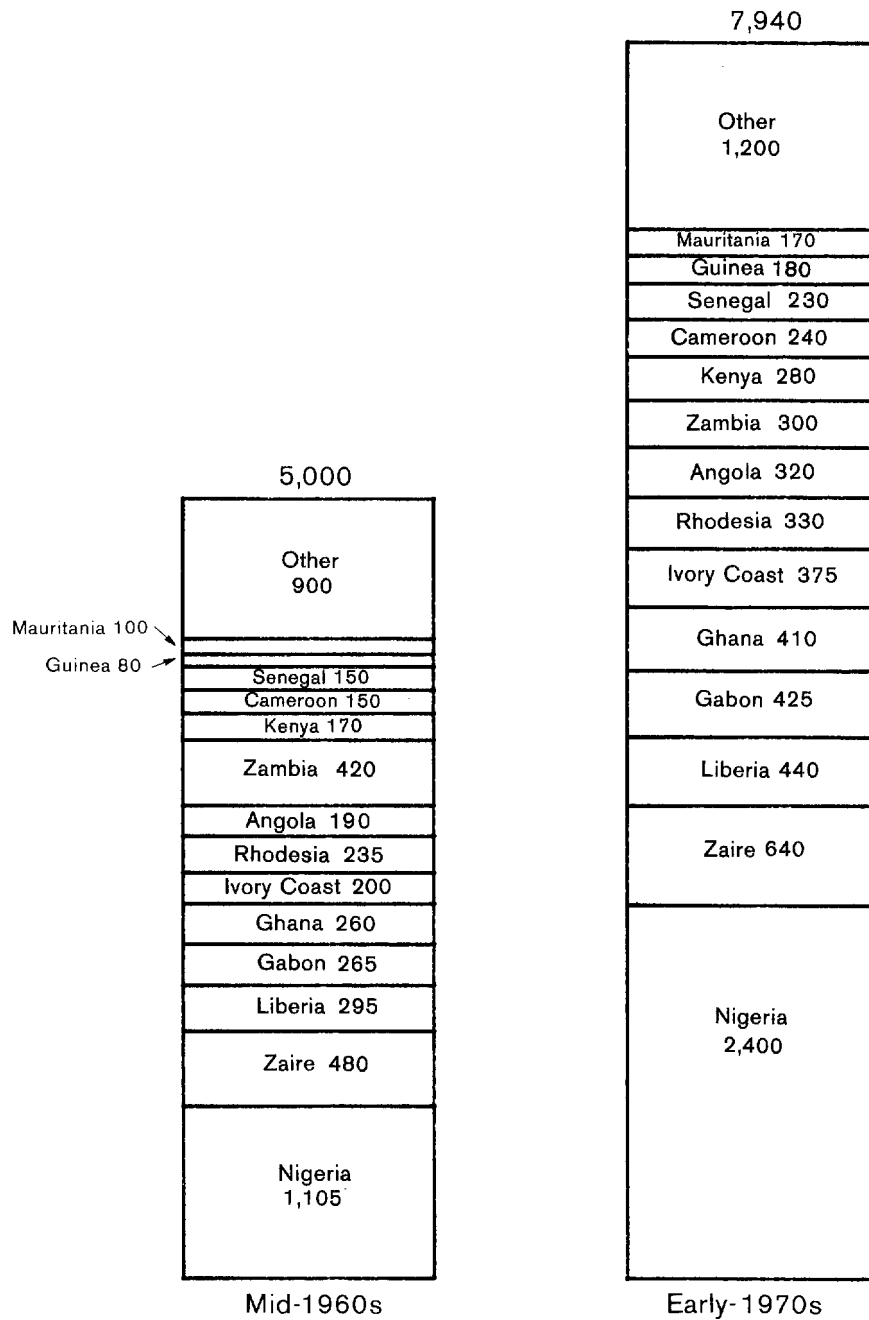 5,000
Other
900
Mauritania 100
Guinea 80
Senegal 150
Cameroon 150
Kenya 170
Zambia 420
Angola 190
Rhodesia 235
Ivory Coast 200
Ghana 260
Gabon 265
Liberia 295
Zaire 480
Nigeria
1,105
Mid-1960s
7,940
Other
1,200
Mauritania 170
Guinea 180
Senegal 230
Cameroon 240
Kenya 280
Zambia 300
Angola 320
Rhodesia 330
Ivory Coast 375
Ghana 410
Gabon 425
Liberia 440
Zaire 640
Nigeria
2,400
Early-1970s